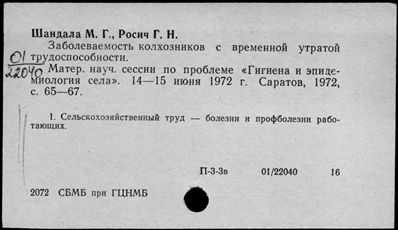 Шандала М. Г., Росич Г. Н.
Заболеваемость колхозников с временной утратой
трудоспособности.
01/
22040
Матер. науч. сессии по проблеме «Гигиена и эпиде-
миология села». 14—15 июня 1972 г. Саратов, 1972,
с. 65—67.
1. Сельскохозяйственный труд — болезни и профболезни рабо-
тающих.
П-3-3в 01/22040 16
2072 СБМБ при ГЦНМБ